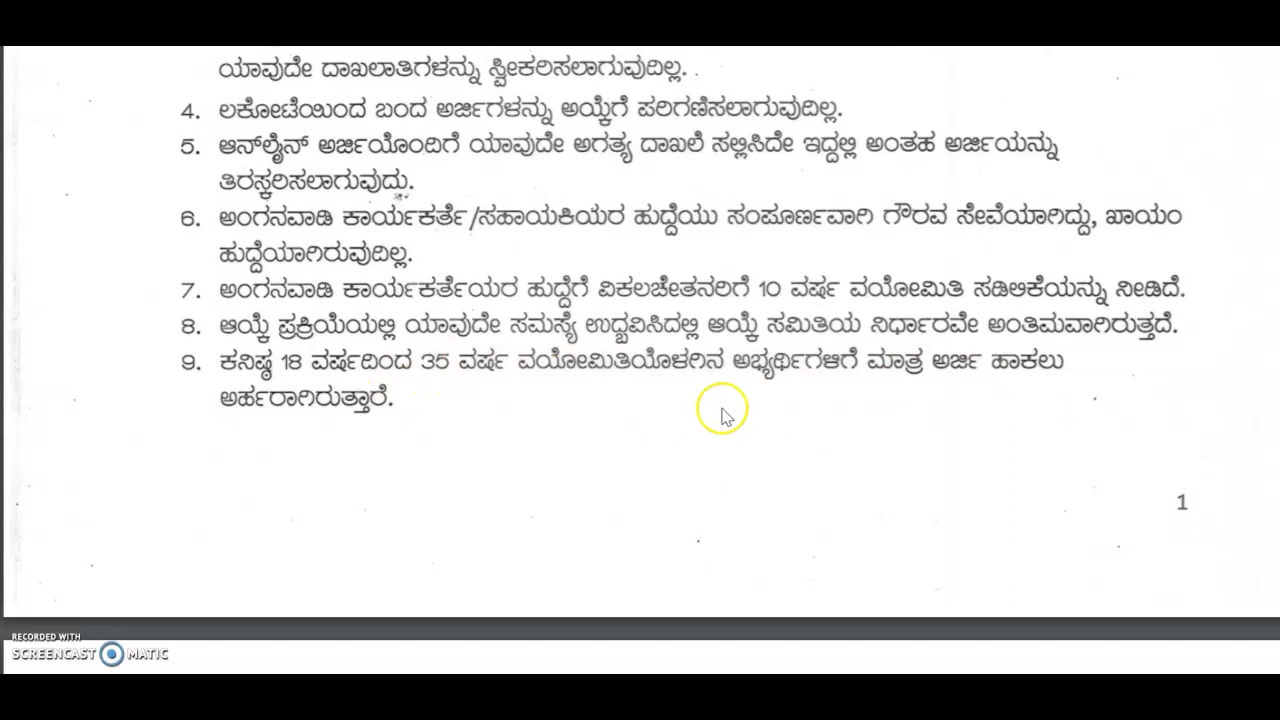 ಯಾವುದೇ ದಾಖಲಾತಿಗಳನ್ನು ಸ್ವೀಕರಿಸಲಾಗುವುದಿಲ್ಲ.
4. ಲಕೋಟೆಯಿಂದ ಬಂದ ಅರ್ಜಿಗಳನ್ನು ಆಯ್ಕೆಗೆ ಪರಿಗಣಿಸಲಾಗುವುದಿಲ್ಲ.
5. ಆನ್‌ಲೈನ್ ಅರ್ಜಿಯೊಂದಿಗೆ ಯಾವುದೇ ಅಗತ್ಯ ದಾಖಲೆ ಸಲ್ಲಿಸಿದೇ ಇದ್ದಲ್ಲಿ ಅಂತಹ ಅರ್ಜಿಯನ್ನು
ತಿರಸ್ಕರಿಸಲಾಗುವುದು.
6. ಅಂಗನವಾಡಿ ಕಾರ್ಯಕರ್ತೆ/ಸಹಾಯಕಿಯರ ಹುದ್ದೆಯು ಸಂಪೂರ್ಣವಾಗಿ ಗೌರವ ಸೇವೆಯಾಗಿದ್ದು, ಖಾಯಂ
ಹುದ್ದೆಯಾಗಿರುವುದಿಲ್ಲ.
7. ಅಂಗನವಾಡಿ ಕಾರ್ಯಕರ್ತೆಯರ ಹುದ್ದೆಗೆ ವಿಕಲಚೇತನರಿಗೆ 10 ವರ್ಷ ವಯೋಮಿತಿ ಸಡಿಲಿಕೆಯನ್ನು ನೀಡಿದೆ.
8. ಆಯ್ಕೆ ಪ್ರಕ್ರಿಯೆಯಲ್ಲಿ ಯಾವುದೇ ಸಮಸ್ಯೆ ಉದ್ಭವಿಸಿದಲ್ಲಿ ಆಯ್ಕೆ ಸಮಿತಿಯ ನಿರ್ಧಾರವೇ ಅಂತಿಮವಾಗಿರುತ್ತದೆ.
9. ಕನಿಷ್ಠ 18 ವರ್ಷದಿಂದ 35 ವರ್ಷ ವಯೋಮಿತಿಯೊಳಗಿನ ಅಭ್ಯರ್ಥಿಗಳಿಗೆ ಮಾತ್ರ ಅರ್ಜಿ ಹಾಕಲು
ಅರ್ಹರಾಗಿರುತ್ತಾರೆ.
1
RECORDED WITH
SCREENCAST MATIC